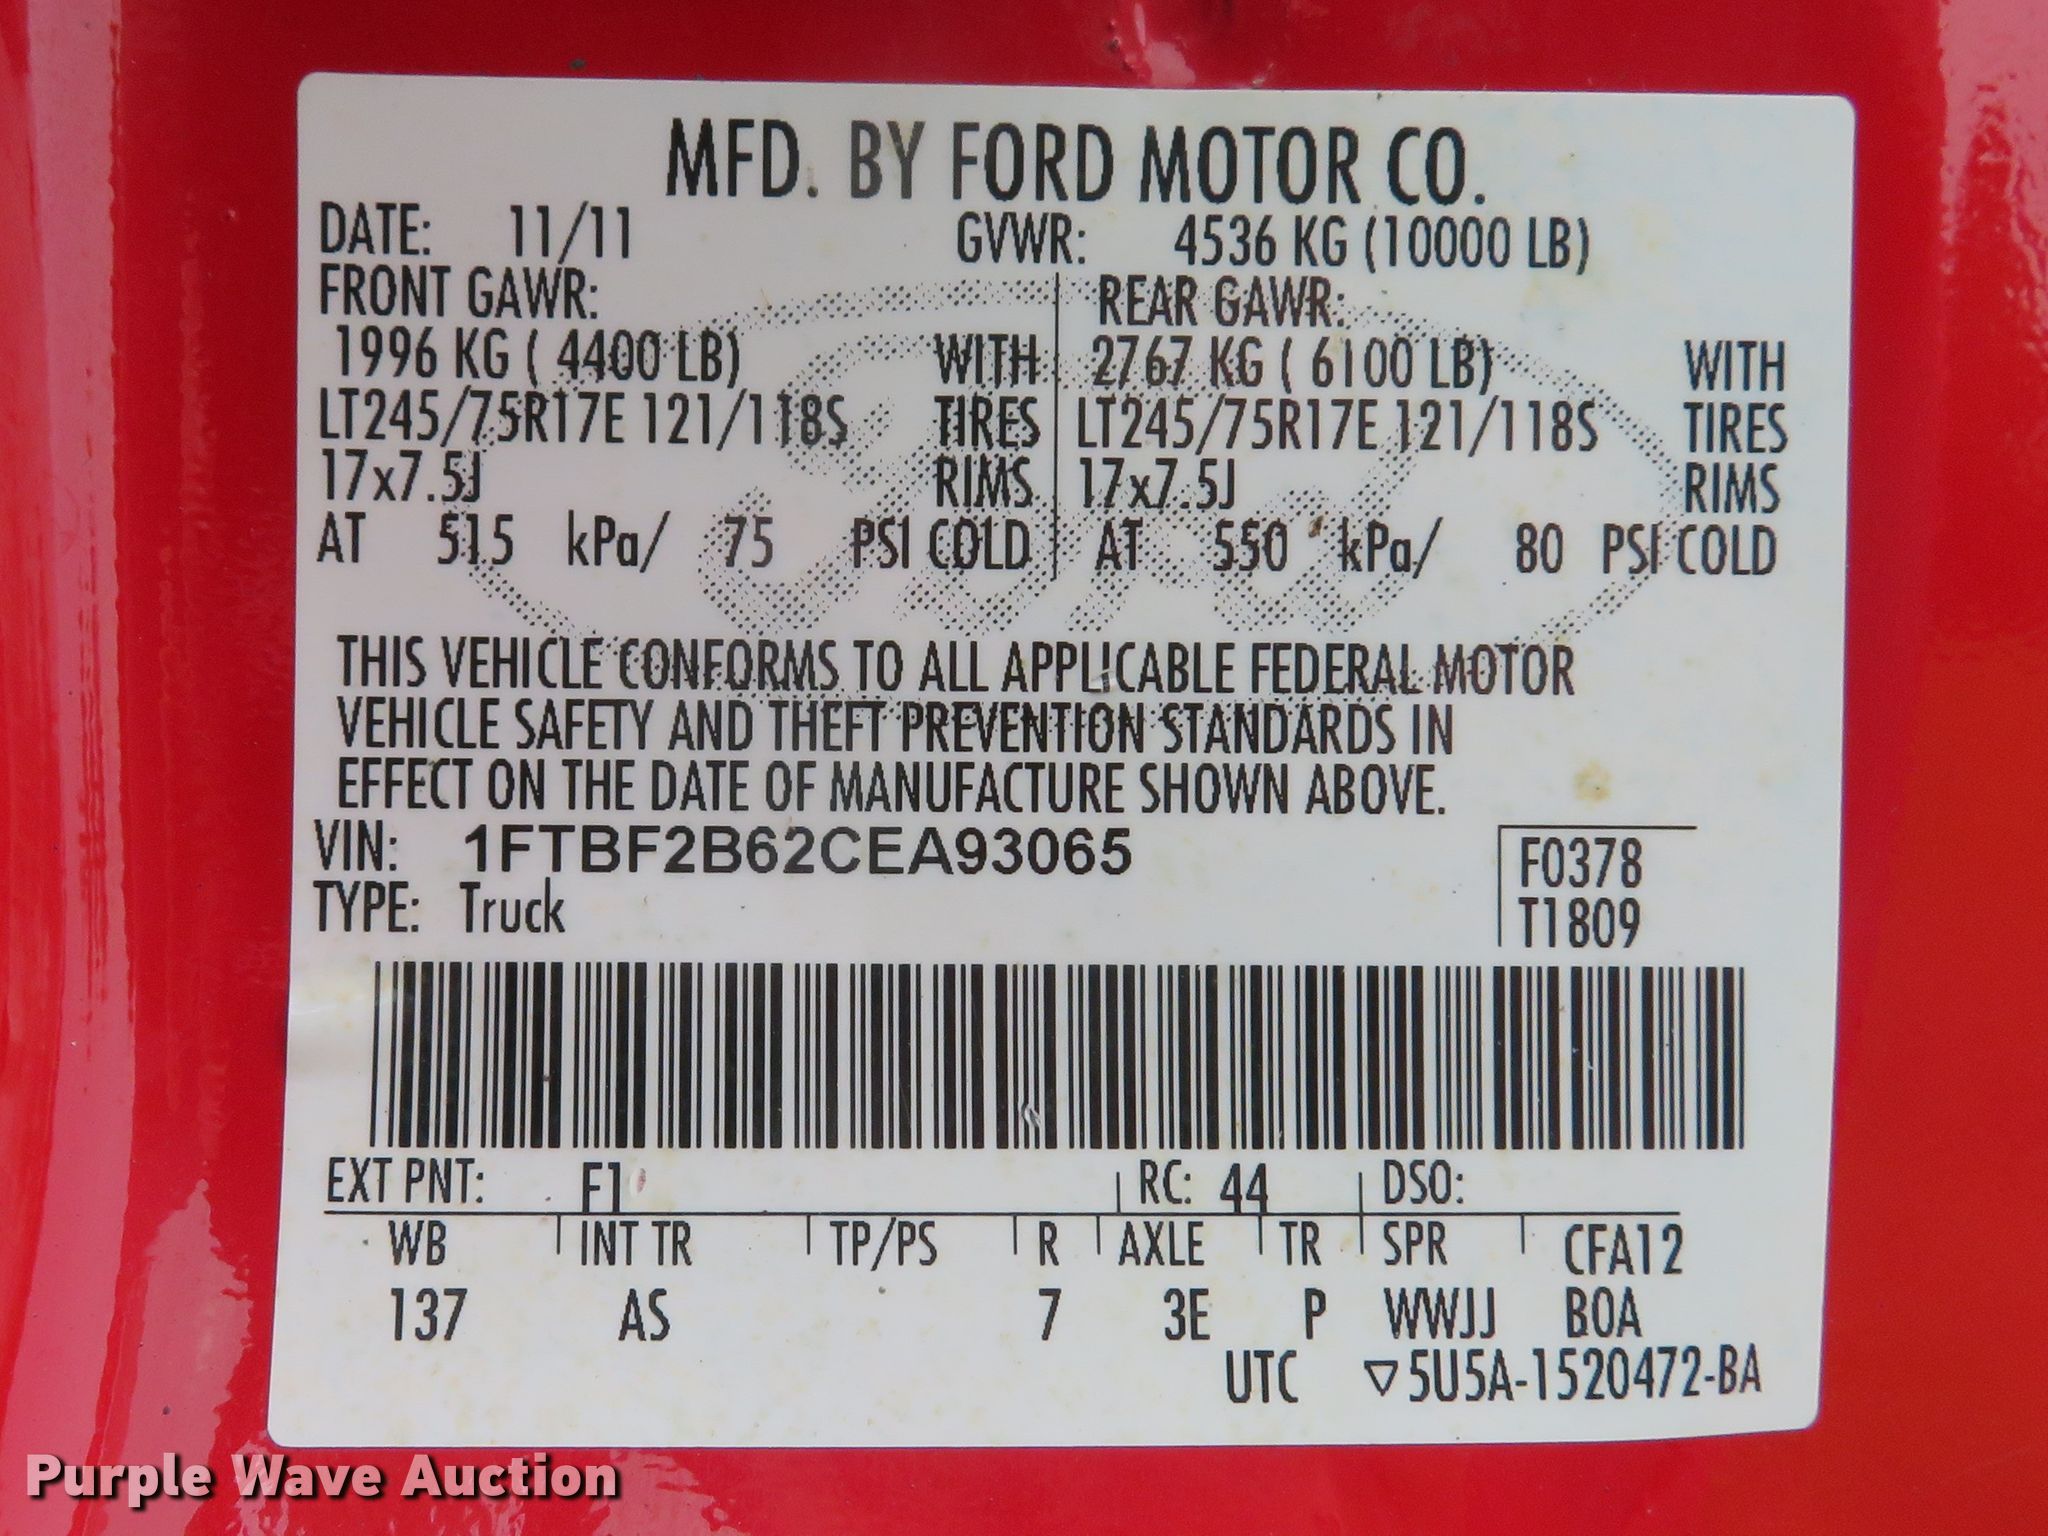 MFD. BY FORD MOTOR CO.
DATE: 11/11 GVWR: 4536 KG (10000 LB)
FRONT GAWR: REAR GAWR:
1996 KG ( 4400 LB) WITH 2767 KG ( 6100 LB) WITH
LT245/75R17E 121/118S TIRES LT245/75R17E 121/118S TIRES
17x7.5J RIMS 17x7.5J RIMS
AT 515 kPa/ 75 PSI COLD AT 550 kPa/ 80 PSI COLD
THIS VEHICLE CONFORMS TO ALL APPLICABLE FEDERAL MOTOR
VEHICLE SAFETY AND THEFT PREVENTION STANDARDS IN
EFFECT ON THE DATE OF MANUFACTURE SHOWN ABOVE.
VIN: 1FTBF2B62CEA93065
F0378
TYPE: Truck
T1809
EXT PNT: F1 RC: 44 DSO:
WB INT TR TP/PS R AXLE TR SPR CFA12
137 AS 7 3E P WWJJ BOA
UTC ▽5U5A-1520472-BA
Purple Wave Auction